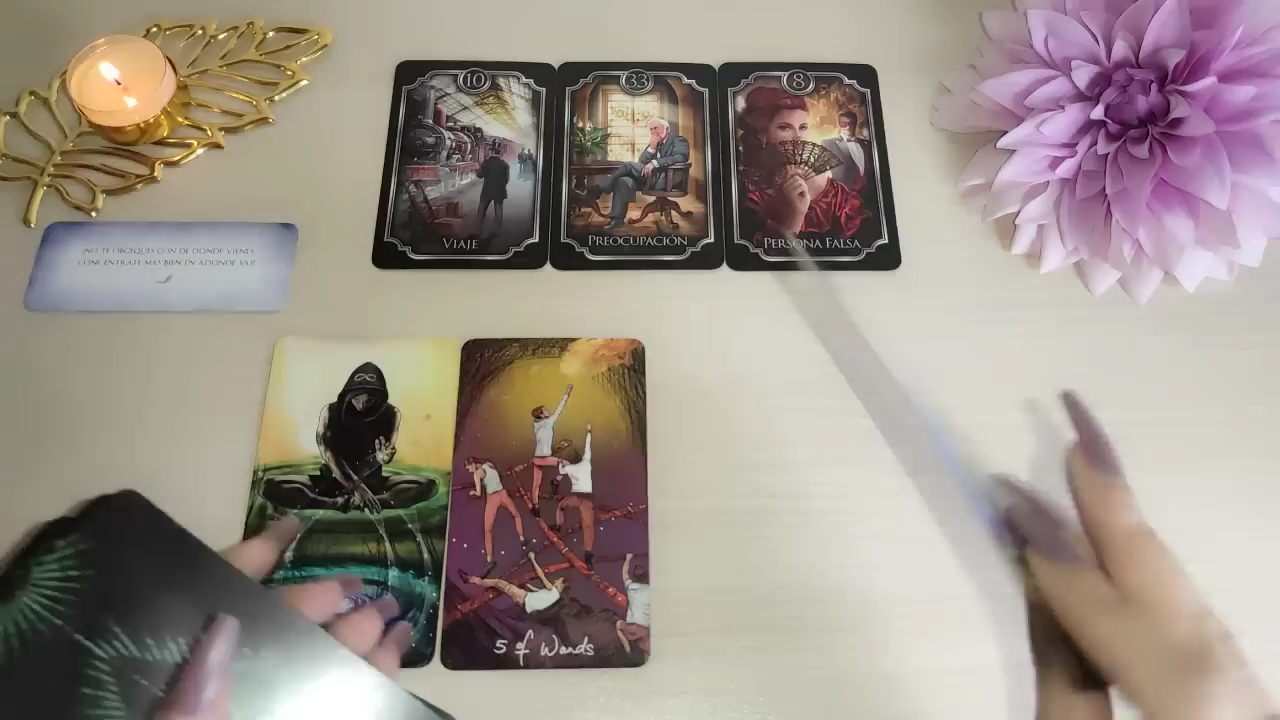 10
33
8
VIAJE
PREOCUPACIÓN
PERSONA FALSA
¡NO TE OBCEQUES CON DE DONDE VIENES
CONCENTRATE MAS BIEN EN ADONDE VAS!
5 of Wands